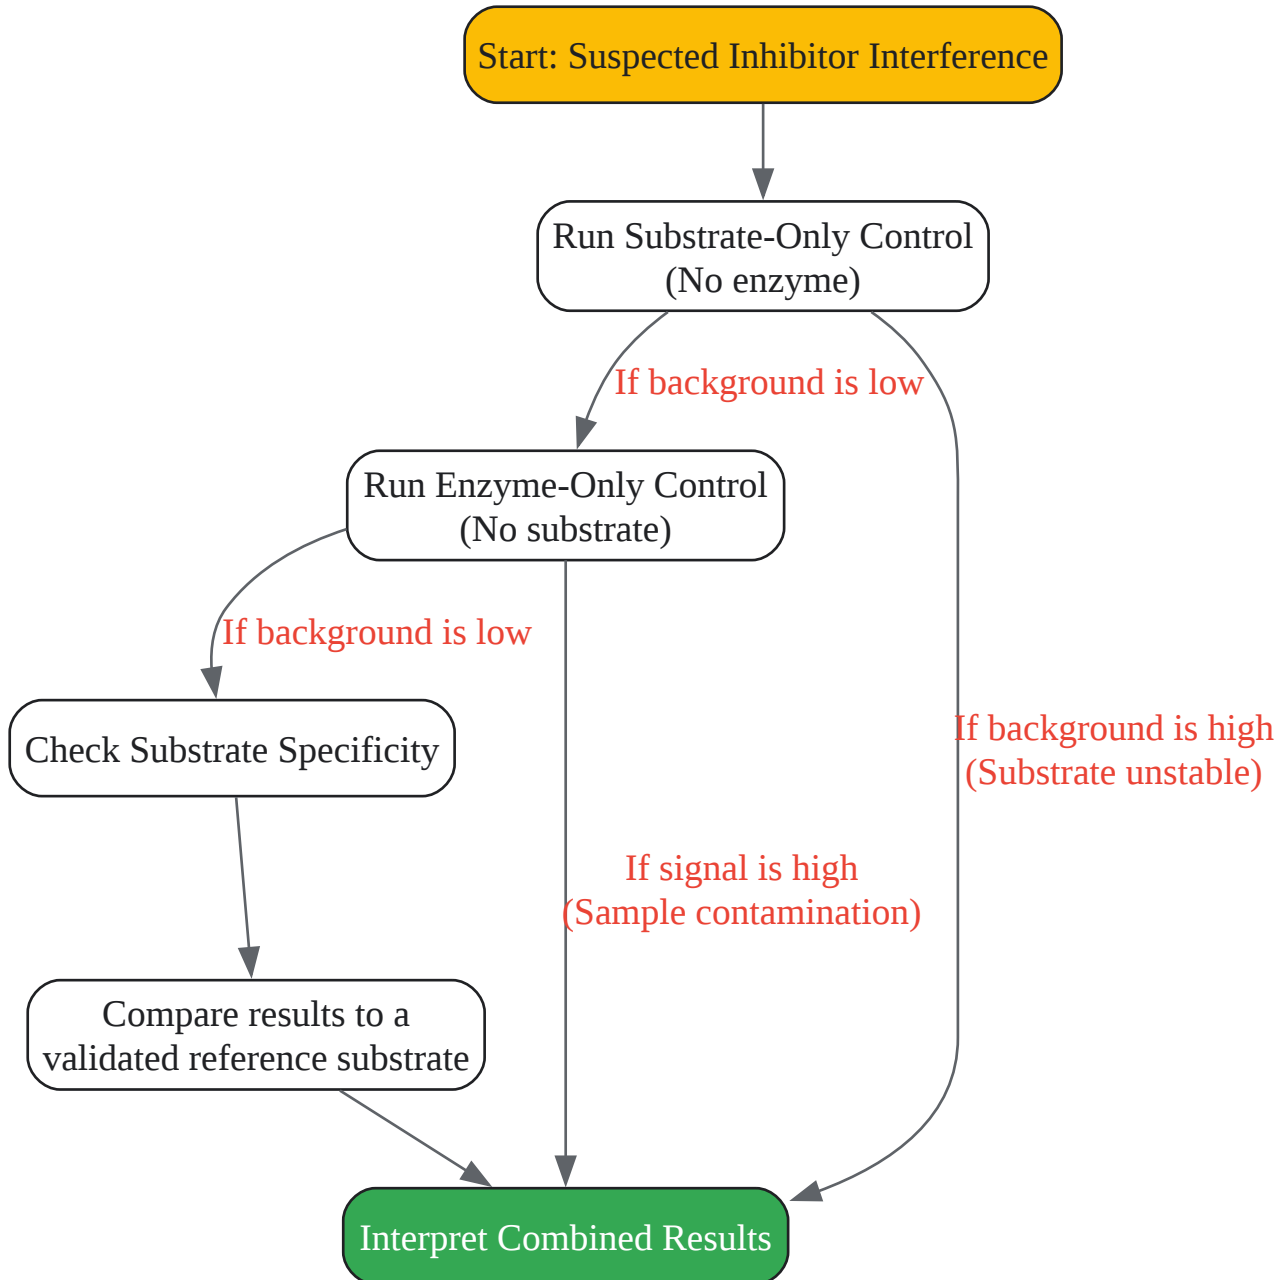 Start: Suspected Inhibitor Interference
Run Substrate-Only Control
(No enzyme)
If background is low
Run Enzyme-Only Control
(No substrate)
If background is low
If background is high
(Substrate unstable)
Check Substrate Specificity
If signal is high
(Sample contamination)
Compare results to a
validated reference substrate
Interpret Combined Results